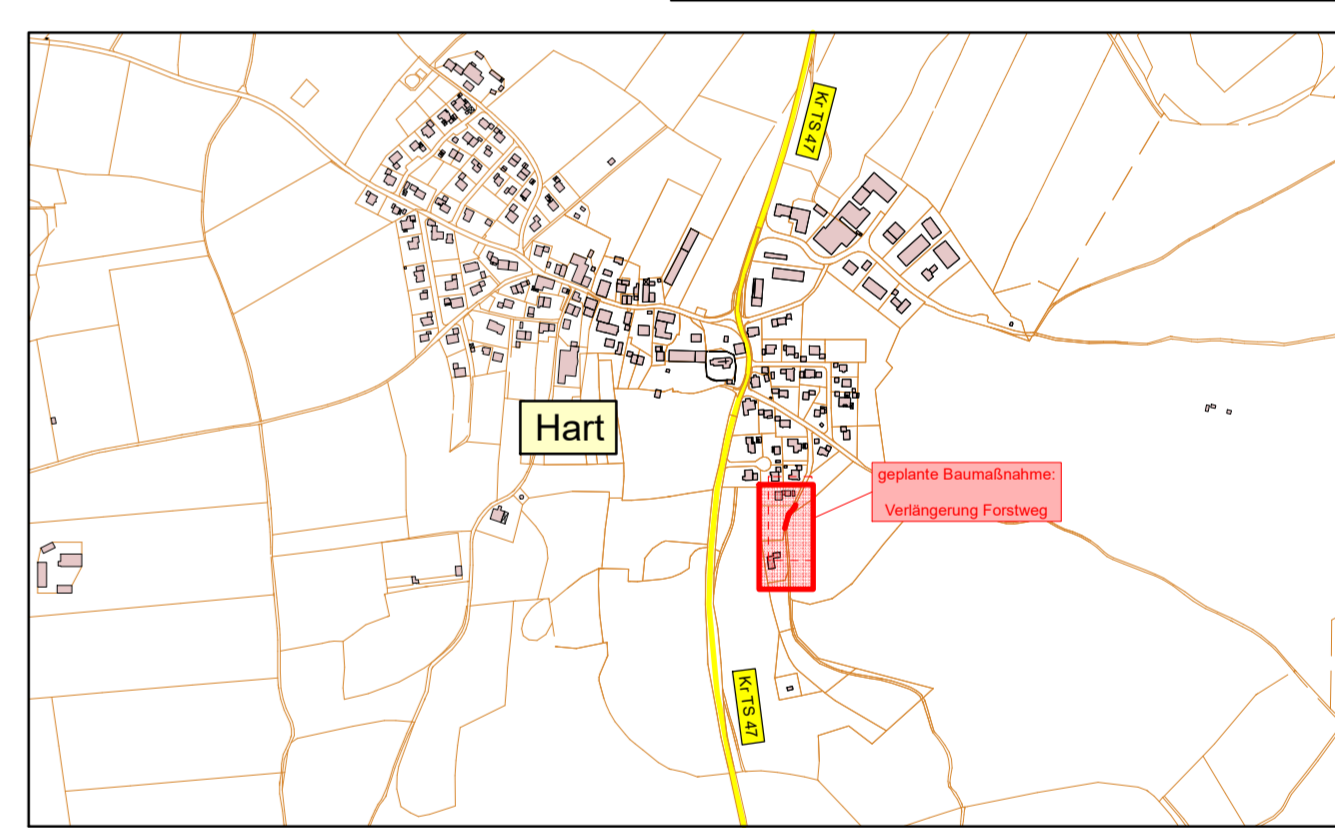 Kr TS 47
Hart
geplante Baumaßnahme:
Verlängerung Forstweg
Kr TS 47